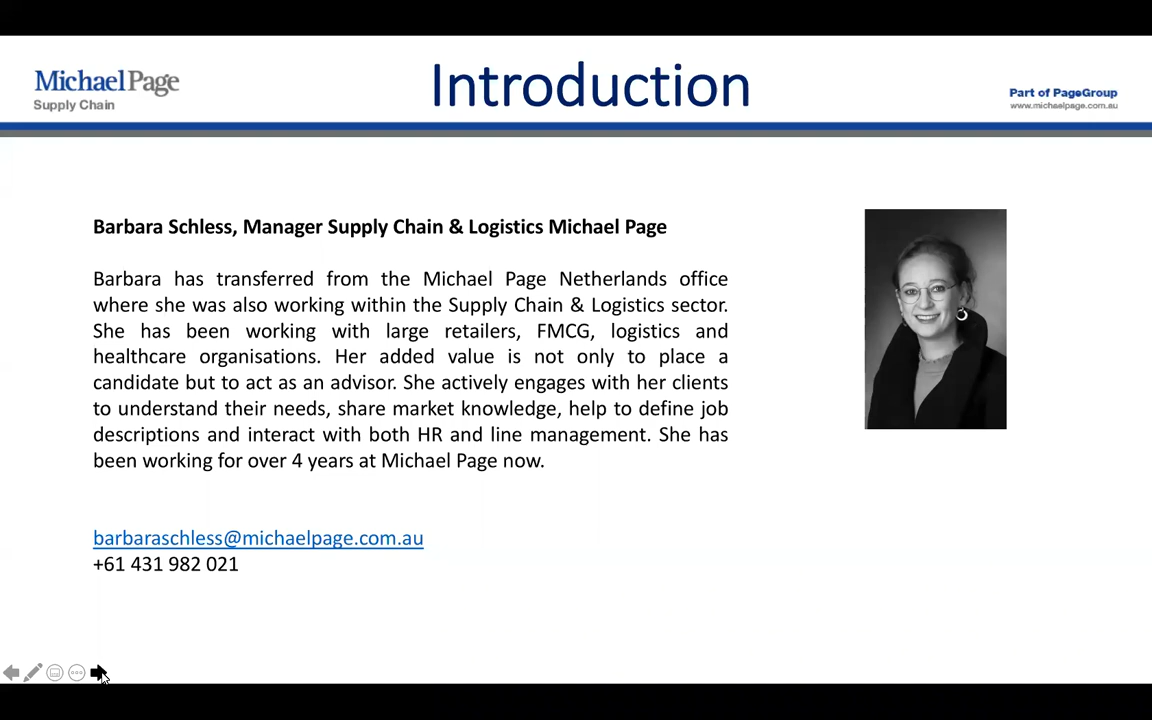 Introduction
MichaelPage
Supply Chain
Part of PageGroup
www.michaelpage.com.au
Barbara Schless, Manager Supply Chain & Logistics Michael Page
Barbara has transferred from the Michael Page Netherlands office
where she was also working within the Supply Chain & Logistics sector.
She has been working with large retailers, FMCG, logistics and
healthcare organisations. Her added value is not only to place a
candidate but to act as an advisor. She actively engages with her clients
to understand their needs, share market knowledge, help to define job
descriptions and interact with both HR and line management. She has
been working for over 4 years at Michael Page now.
barbaraschless@michaelpage.com.au
+61 431 982 021